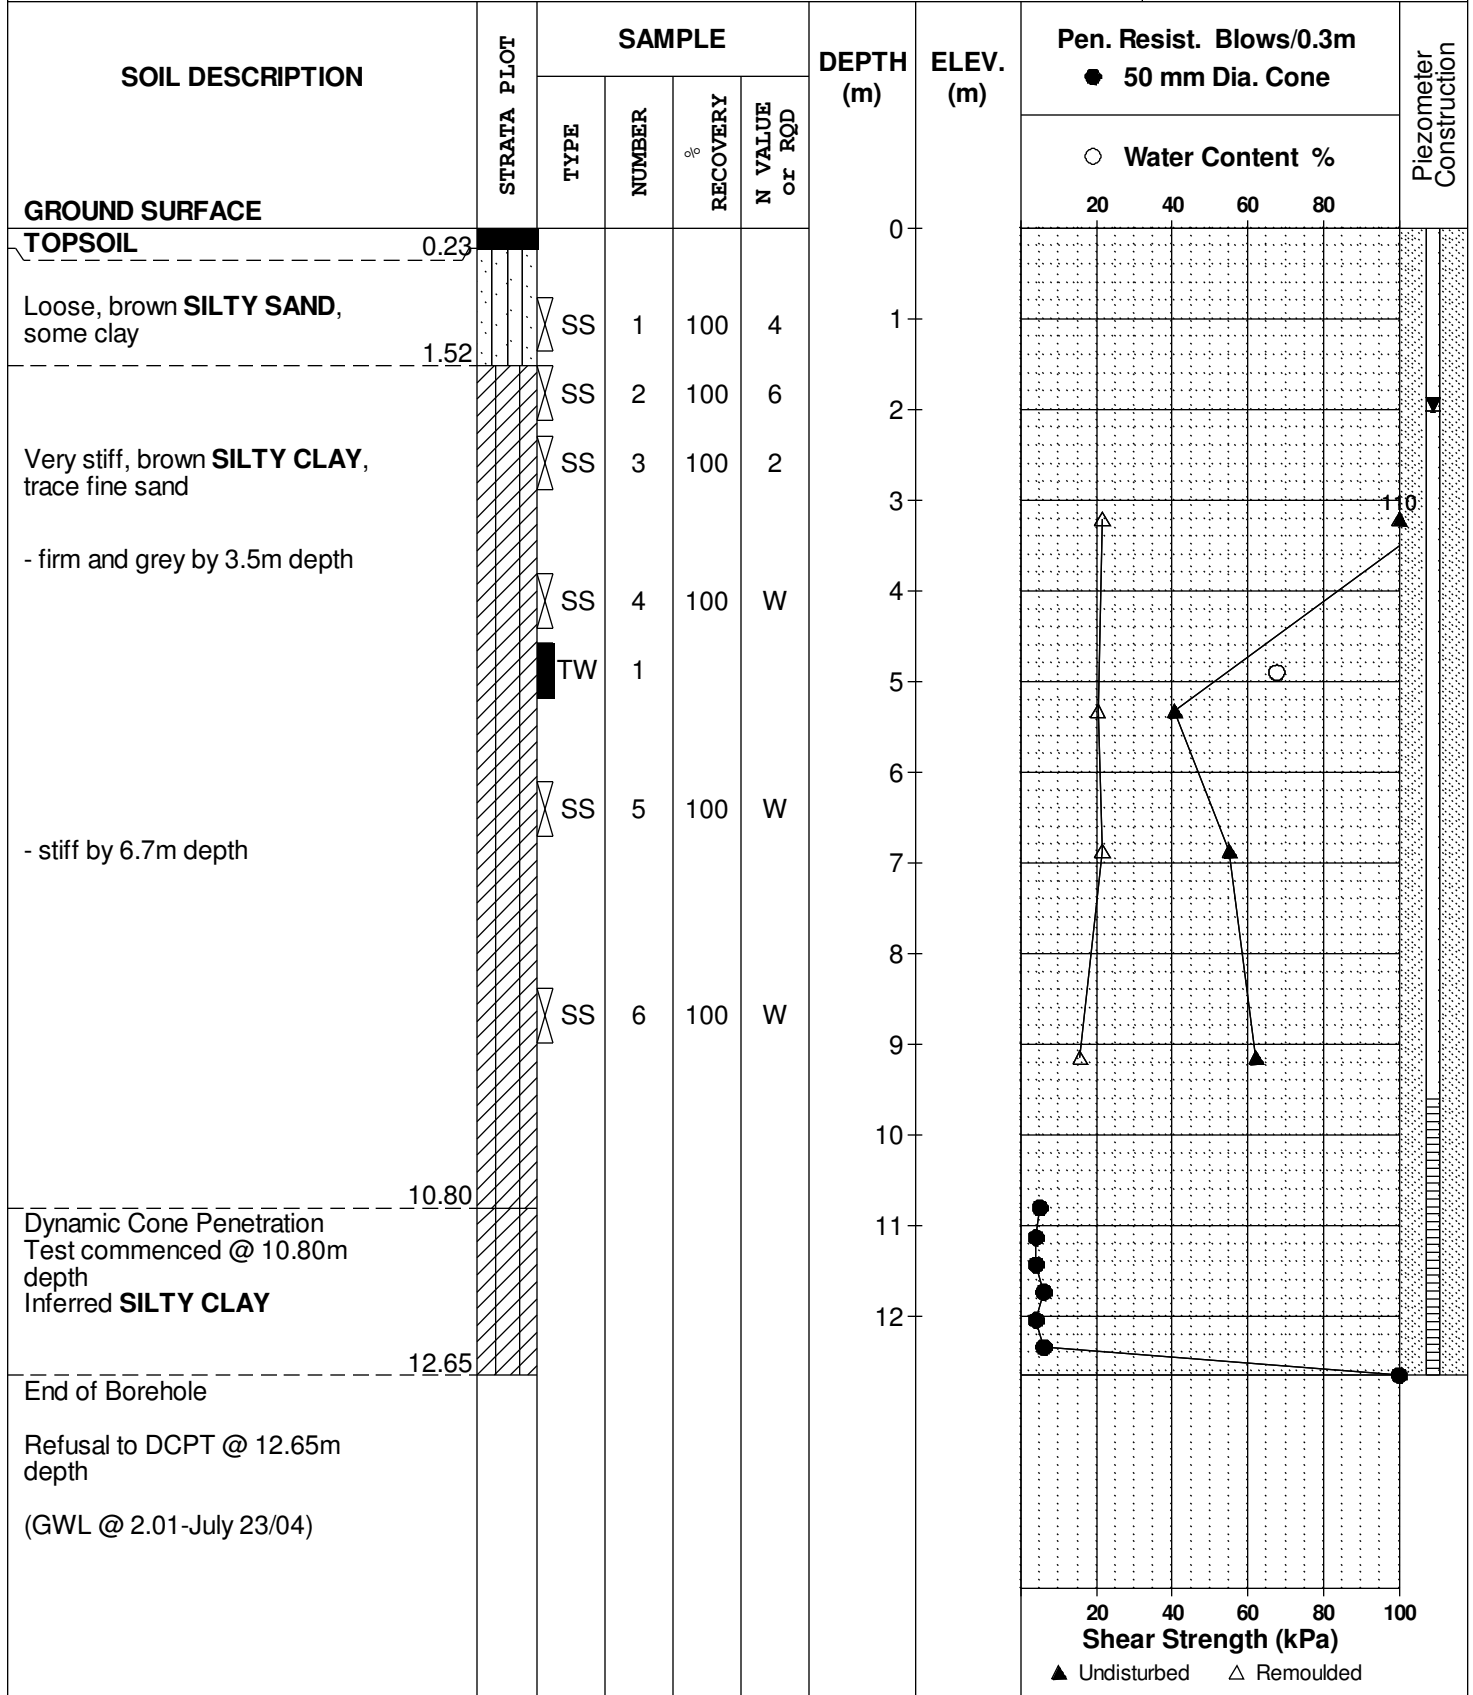 SOIL DESCRIPTION
GROUND SURFACE
STRATA PLOT
SAMPLE
TYPE
NUMBER
% RECOVERY
N VALUE or RQD
DEPTH (m)
ELEV. (m)
Pen. Resist. Blows/0.3m
● 50 mm Dia. Cone
○ Water Content %
20 40 60 80
Piezometer Construction
TOPSOIL 0.23
Loose, brown SILTY SAND,
some clay
1.52
Very stiff, brown SILTY CLAY,
trace fine sand
- firm and grey by 3.5m depth
- stiff by 6.7m depth
10.80
Dynamic Cone Penetration
Test commenced @ 10.80m
depth
Inferred SILTY CLAY
12.65
End of Borehole
Refusal to DCPT @ 12.65m
depth
(GWL @ 2.01-July 23/04)
SS 1 100 4
SS 2 100 6
SS 3 100 2
SS 4 100 W
TW 1
SS 5 100 W
SS 6 100 W
0
1
2
3
4
5
6
7
8
9
10
11
12
110
20 40 60 80 100
Shear Strength (kPa)
▲ Undisturbed △ Remoulded